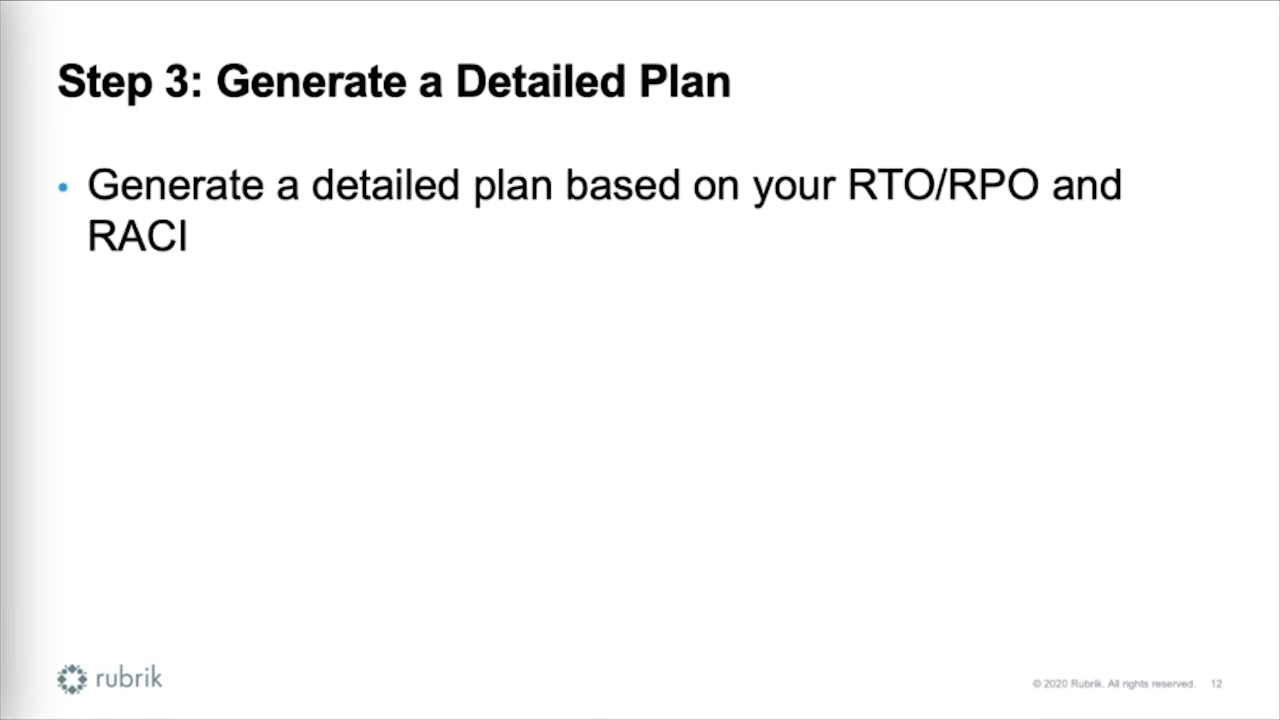 Step 3: Generate a Detailed Plan
• Generate a detailed plan based on your RTO/RPO and
RACI
rubrik
© 2020 Rubrik. All rights reserved. 12